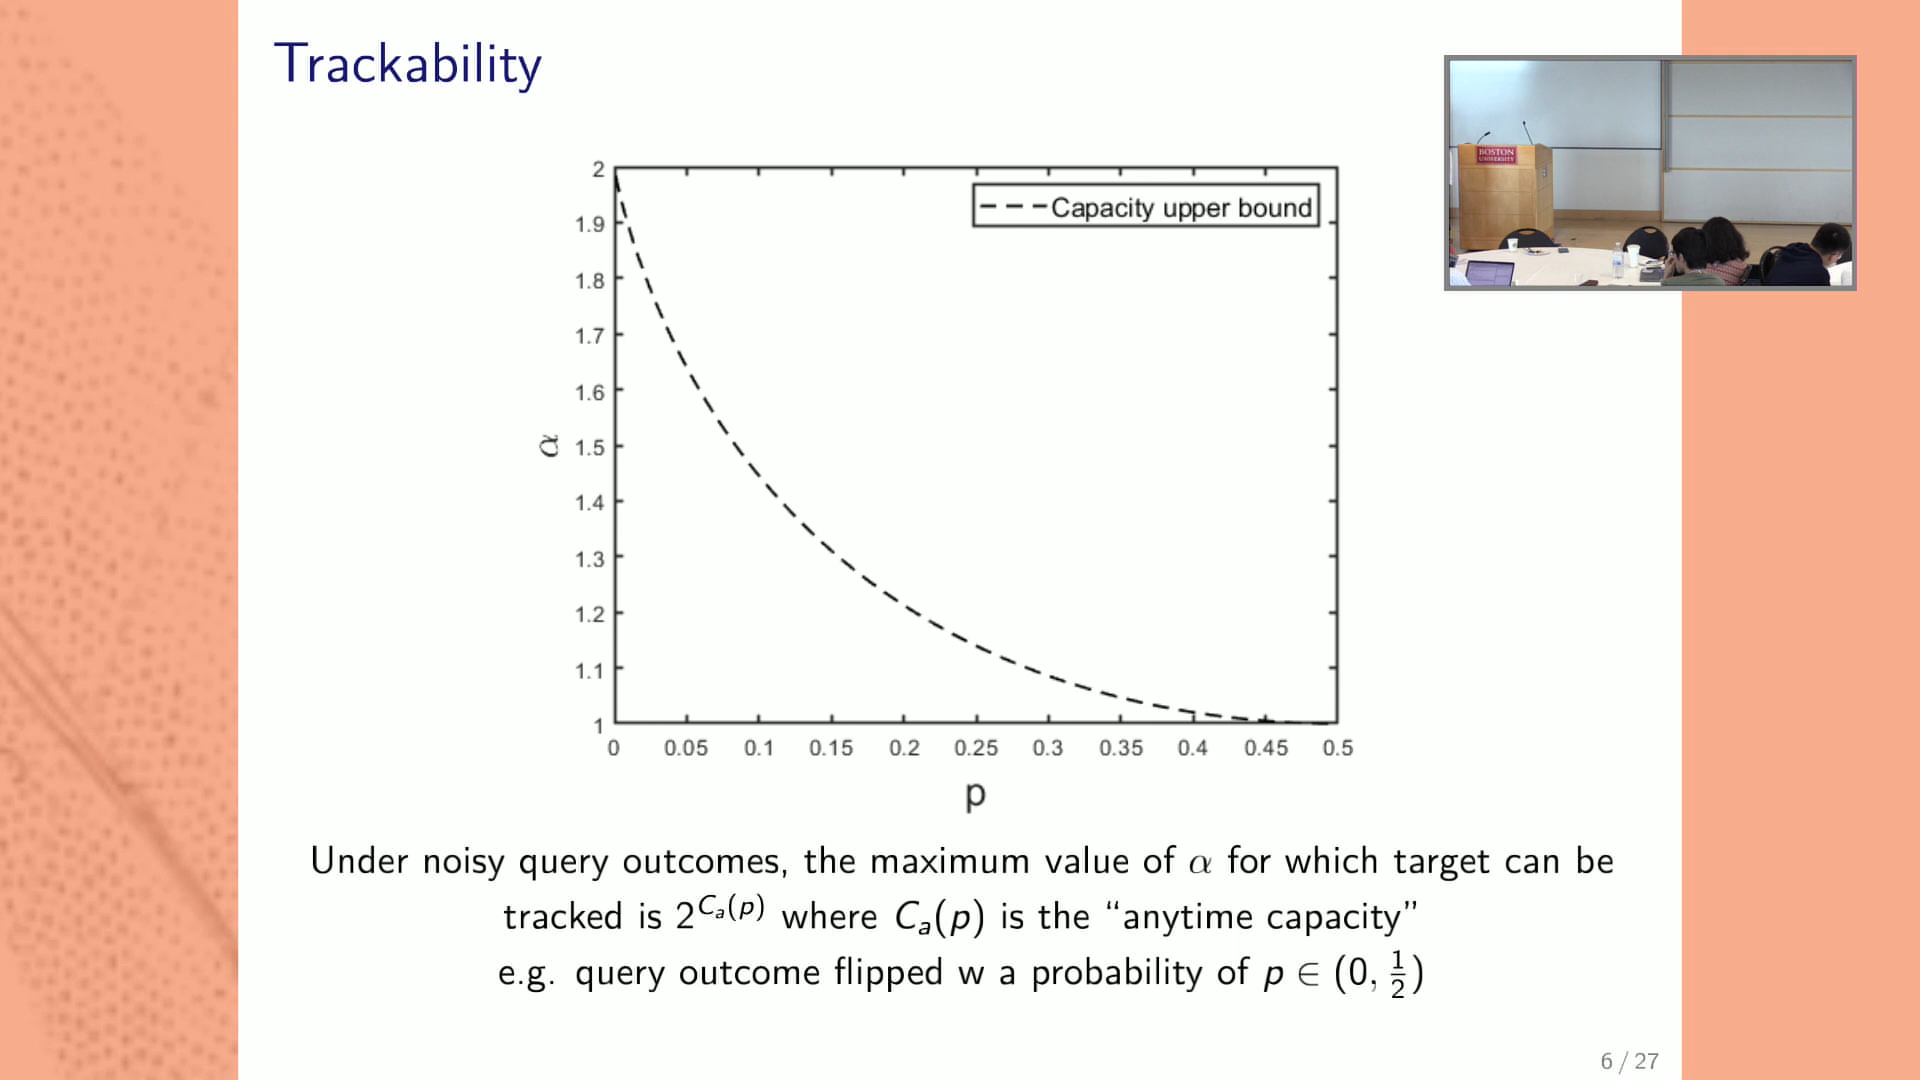 Trackability
BOSTON
UNIVERSITY
2
1.9
1.8
1.7
1.6
1.5
1.4
1.3
1.2
1.1
1
α
Capacity upper bound
0 0.05 0.1 0.15 0.2 0.25 0.3 0.35 0.4 0.45 0.5
p
Under noisy query outcomes, the maximum value of α for which target can be
tracked is 2^{C_a(p)} where C_a(p) is the “anytime capacity”
e.g. query outcome flipped w a probability of p ∈ (0, 1/2)
6 / 27